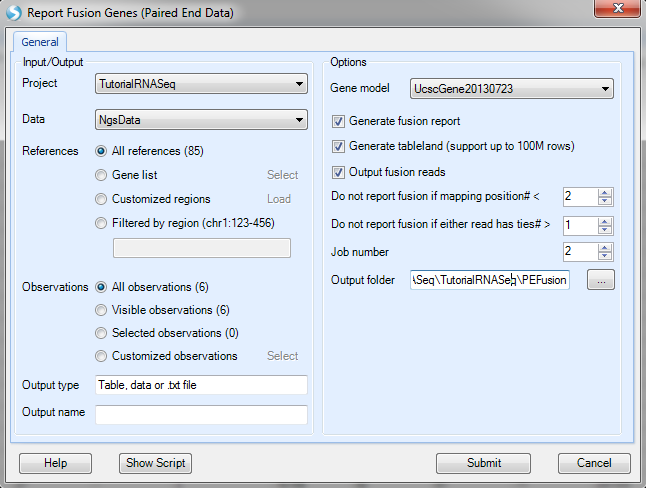 Report Fusion Genes (Paired End Data)
General
Input/Output
Project
TutorialRNASeq
Data
NgsData
References
All references (85)
Gene list
Select
Customized regions
Load
Filtered by region (chr1:123-456)
Observations
All observations (6)
Visible observations (6)
Selected observations (0)
Customized observations
Select
Output type
Table, data or .txt file
Output name
Options
Gene model
UcscGene20130723
Generate fusion report
Generate tableland (support up to 100M rows)
Output fusion reads
Do not report fusion if mapping position# <
2
Do not report fusion if either read has ties# >
1
Job number
2
Output folder
\Seq\TutorialRNASeq\PEFusion
...
Help
Show Script
Submit
Cancel